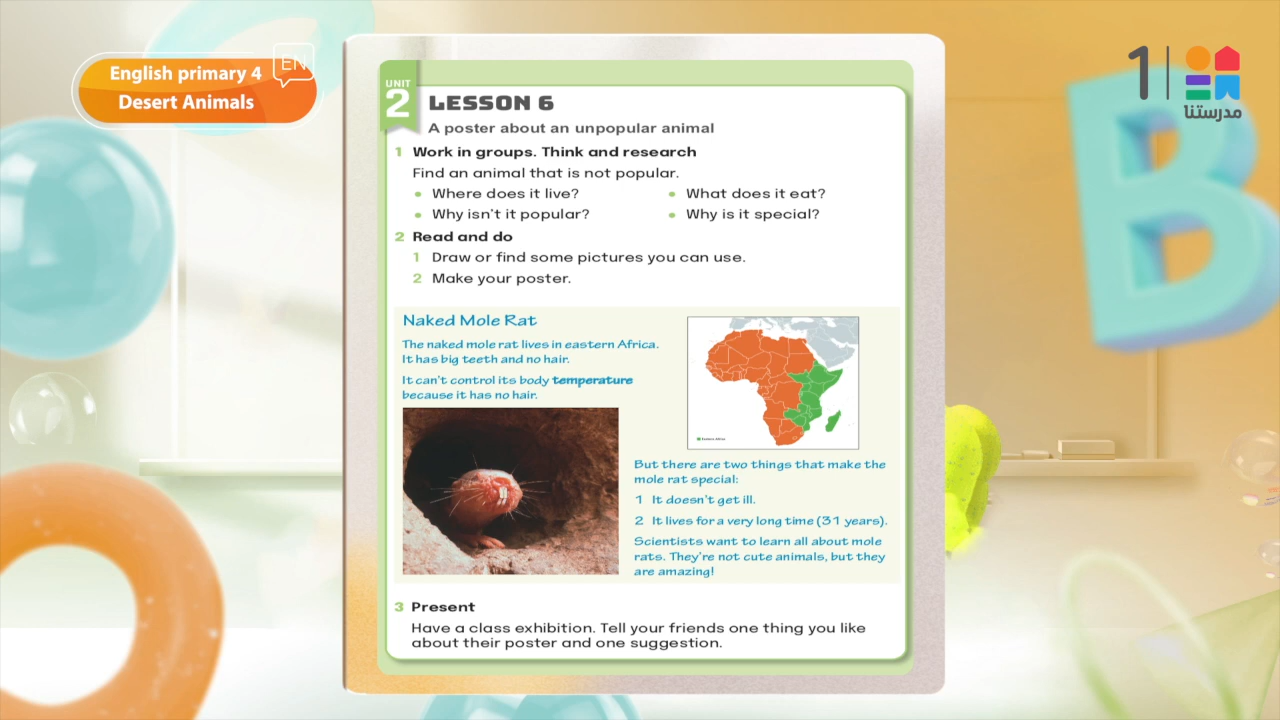 English primary 4
Desert Animals
EN
1
مدرستنا
UNIT
2
LESSON 6
A poster about an unpopular animal
1 Work in groups. Think and research
Find an animal that is not popular.
• Where does it live?
• What does it eat?
• Why isn't it popular?
• Why is it special?
2 Read and do
1 Draw or find some pictures you can use.
2 Make your poster.
Naked Mole Rat
The naked mole rat lives in eastern Africa.
It has big teeth and no hair.
It can't control its body temperature
because it has no hair.
Eastern Africa
But there are two things that make the
mole rat special:
1 It doesn't get ill.
2 It lives for a very long time (31 years).
Scientists want to learn all about mole
rats. They're not cute animals, but they
are amazing!
3 Present
Have a class exhibition. Tell your friends one thing you like
about their poster and one suggestion.
B